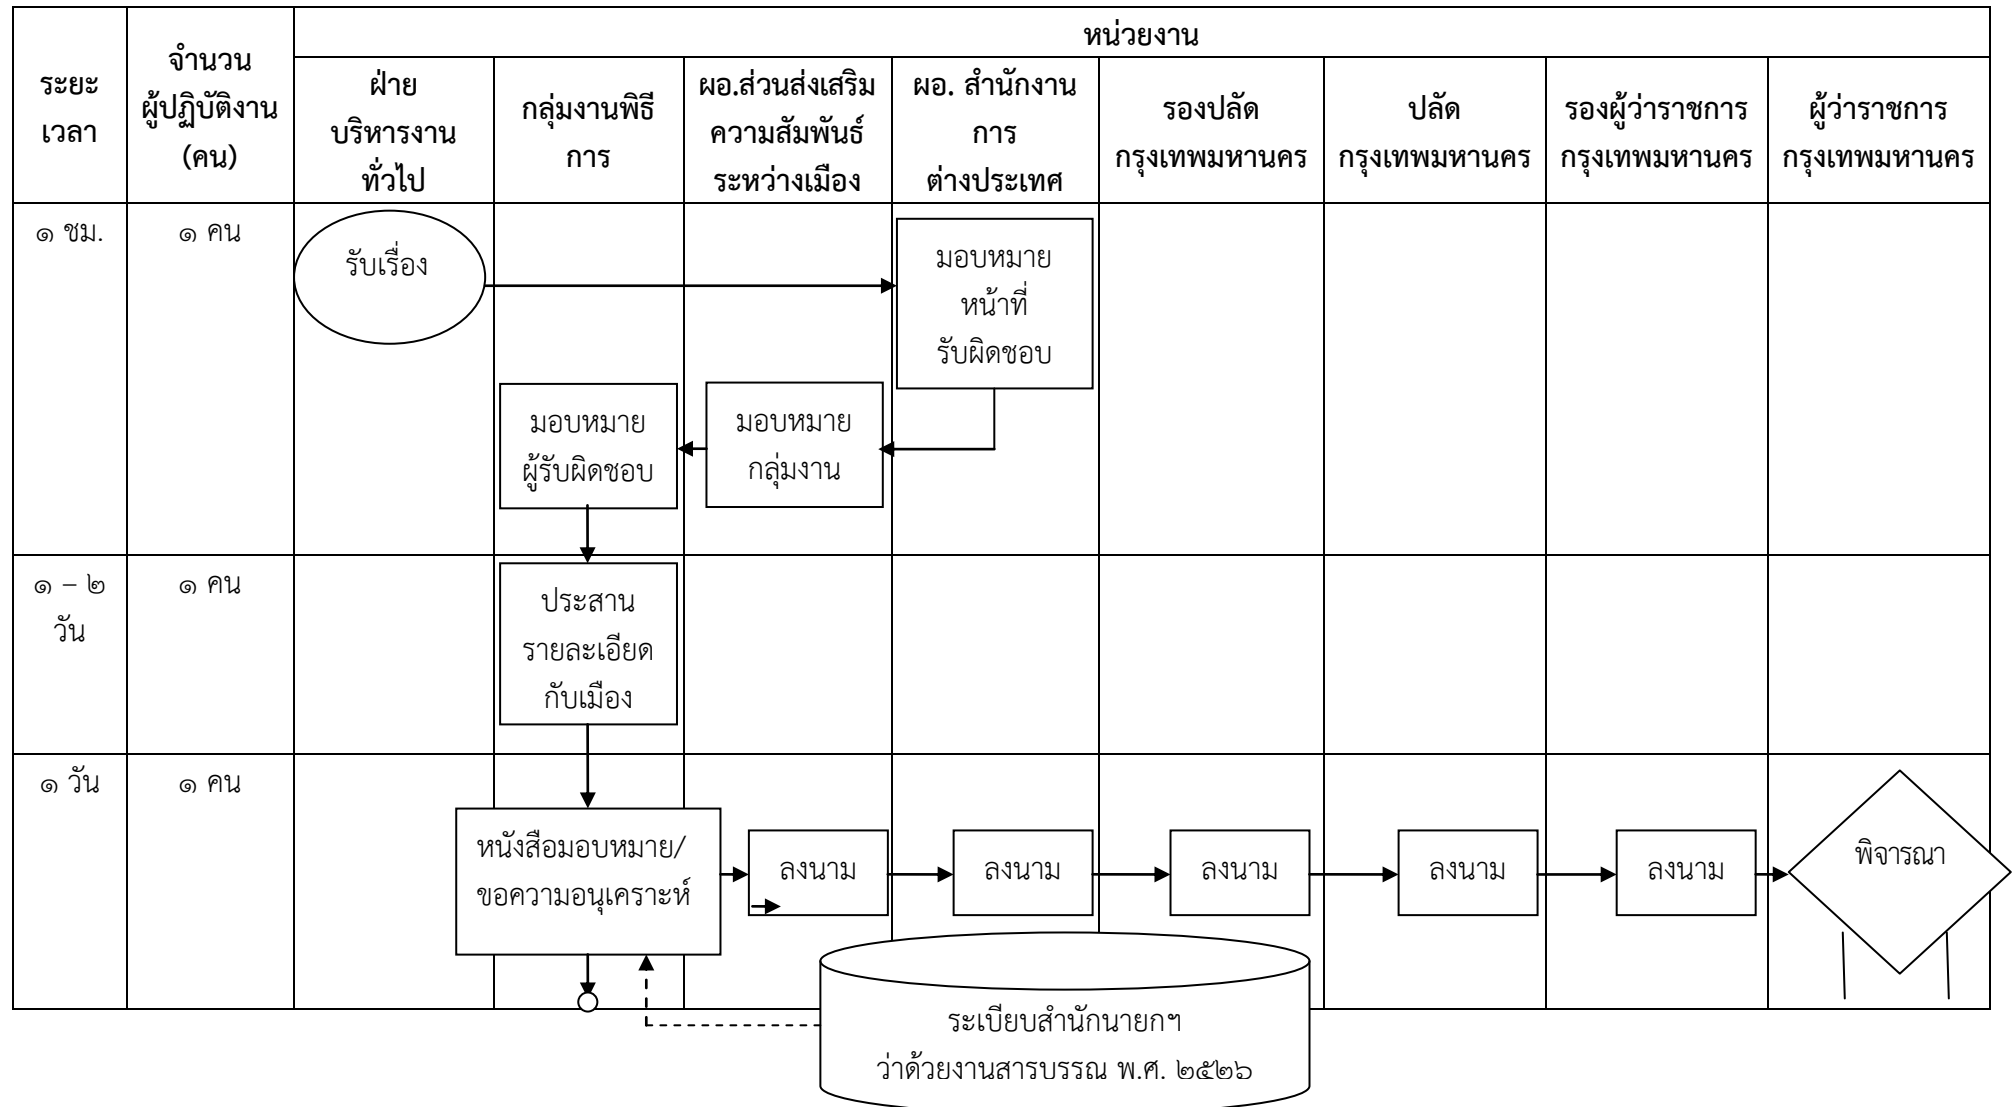 หน่วยงาน
ระยะ
เวลา
จำนวน
ผู้ปฏิบัติงาน
(คน)
ฝ่าย
บริหารงาน
ทั่วไป
กลุ่มงานพิธี
การ
ผอ.ส่วนส่งเสริม
ความสัมพันธ์
ระหว่างเมือง
ผอ. สำนักงาน
การ
ต่างประเทศ
รองปลัด
กรุงเทพมหานคร
ปลัด
กรุงเทพมหานคร
รองผู้ว่าราชการ
กรุงเทพมหานคร
ผู้ว่าราชการ
กรุงเทพมหานคร
๑ ชม.
๑ คน
รับเรื่อง
มอบหมาย
หน้าที่
รับผิดชอบ
มอบหมาย
ผู้รับผิดชอบ
มอบหมาย
กลุ่มงาน
๑ – ๒
วัน
๑ คน
ประสาน
รายละเอียด
กับเมือง
๑ วัน
๑ คน
หนังสือมอบหมาย/
ขอความอนุเคราะห์
ลงนาม
ลงนาม
ลงนาม
ลงนาม
ลงนาม
พิจารณา
ระเบียบสำนักนายกฯ
ว่าด้วยงานสารบรรณ พ.ศ. ๒๕๒๖